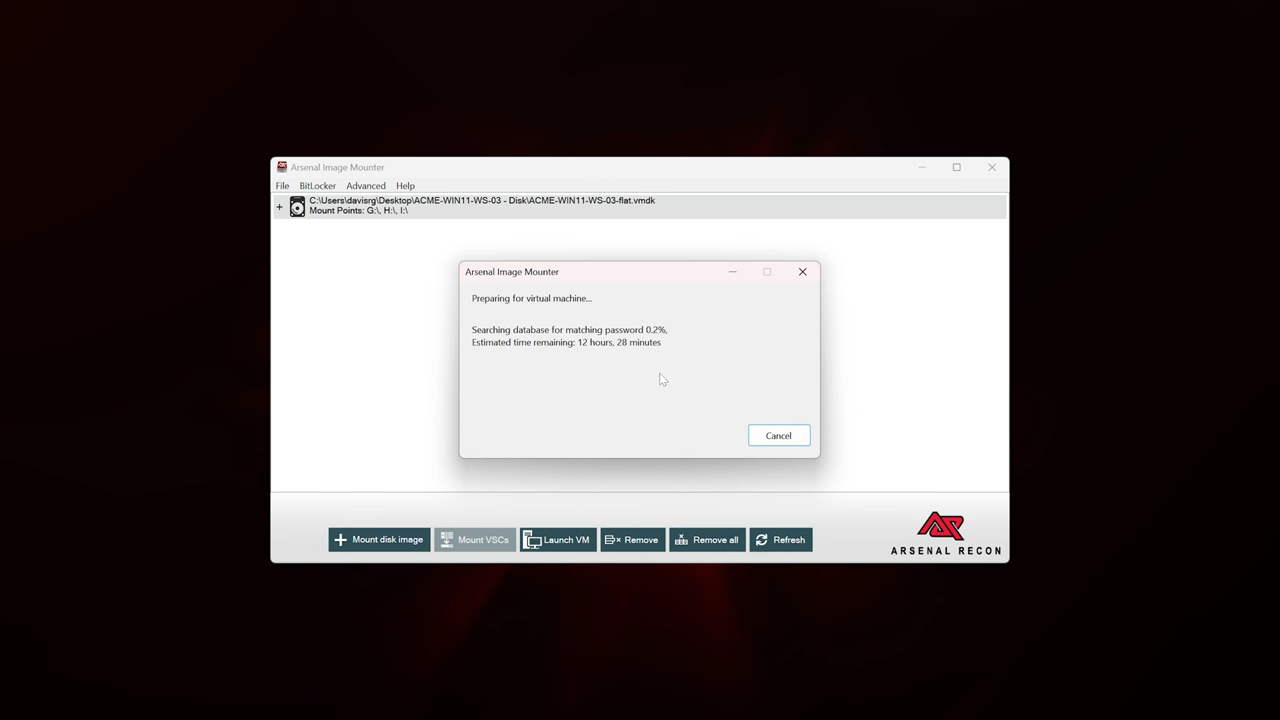 Arsenal Image Mounter
File BitLocker Advanced Help
C:\Users\davisrg\Desktop\ACME-WIN11-WS-03 - Disk\ACME-WIN11-WS-03-flat.vmdk
Mount Points: G:\, H:\, I:\
Arsenal Image Mounter
Preparing for virtual machine...
Searching database for matching password 0.2%,
Estimated time remaining: 12 hours, 28 minutes
Cancel
Mount disk image Mount VSCs Launch VM Remove Remove all Refresh
ARSENAL RECON